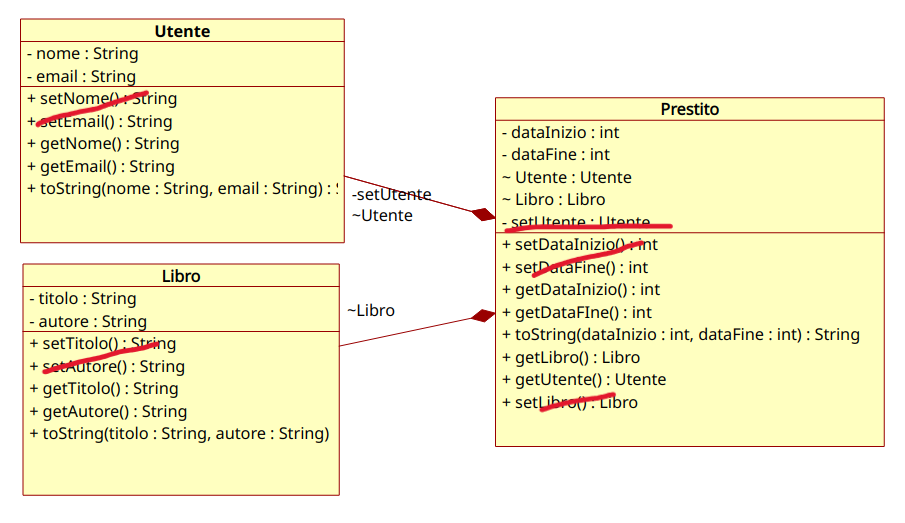 Utente
- nome : String
- email : String
+ setNome() : String
+ setEmail() : String
+ getNome() : String
+ getEmail() : String
+ toString(nome : String, email : String) : S
-setUtente
~Utente
Libro
- titolo : String
- autore : String
+ setTitolo() : String
+ setAutore() : String
+ getTitolo() : String
+ getAutore() : String
+ toString(titolo : String, autore : String)
~Libro
Prestito
- dataInizio : int
- dataFine : int
~ Utente : Utente
~ Libro : Libro
- setUtente : Utente
+ setDataInizio() : int
+ setDataFine() : int
+ getDataInizio() : int
+ getDataFIne() : int
+ toString(dataInizio : int, dataFine : int) : String
+ getLibro() : Libro
+ getUtente() : Utente
+ setLibro() : Libro